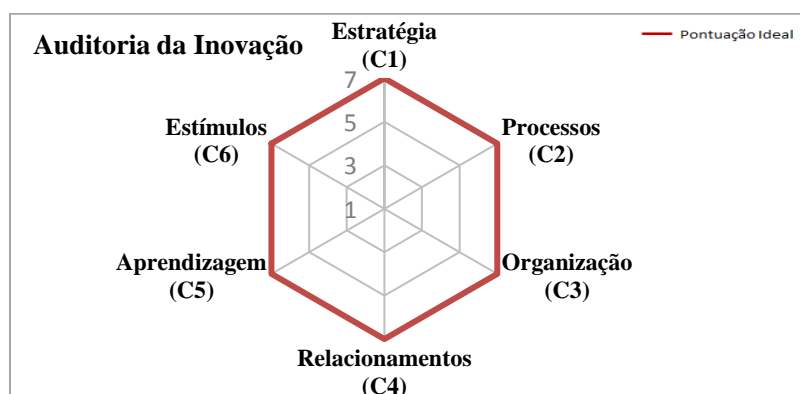 Auditoria da Inovação
Estratégia
(C1)
Pontuação Ideal
7
5
3
1
Estímulos
(C6)
Processos
(C2)
Aprendizagem
(C5)
Organização
(C3)
Relacionamentos
(C4)